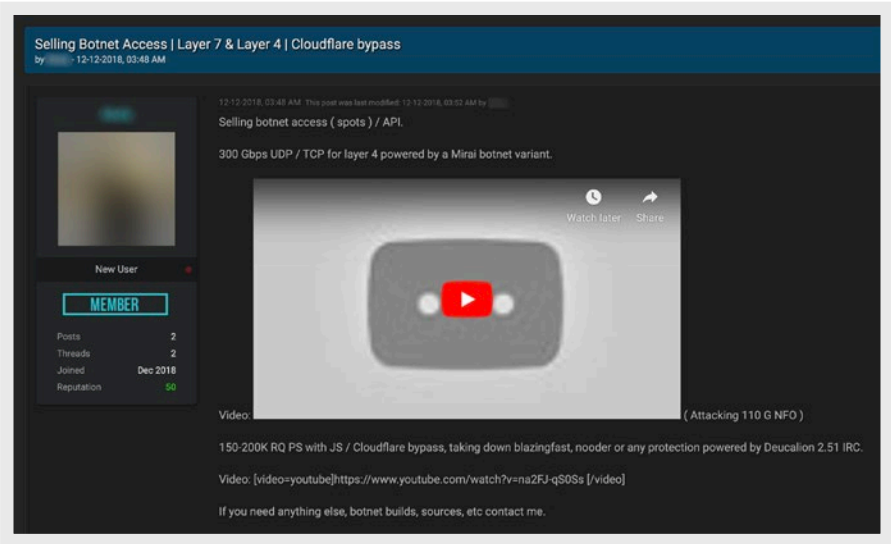 Selling Botnet Access | Layer 7 & Layer 4 | Cloudflare bypass
by - 12-12-2018, 03:48 AM
12-12-2018, 03:48 AM This post was last modified: 12-12-2018, 03:52 AM by
Selling botnet access ( spots ) / API.
300 Gbps UDP / TCP for layer 4 powered by a Mirai botnet variant.
Watch later Share
New User
MEMBER
Posts 2
Threads 2
Joined Dec 2018
Reputation 50
Video: ( Attacking 110 G NFO )
150-200K RQ PS with JS / Cloudflare bypass, taking down blazingfast, nooder or any protection powered by Deucalion 2.51 IRC.
Video: [video=youtube]https://www.youtube.com/watch?v=na2FJ-qS0Ss [/video]
If you need anything else, botnet builds, sources, etc contact me.